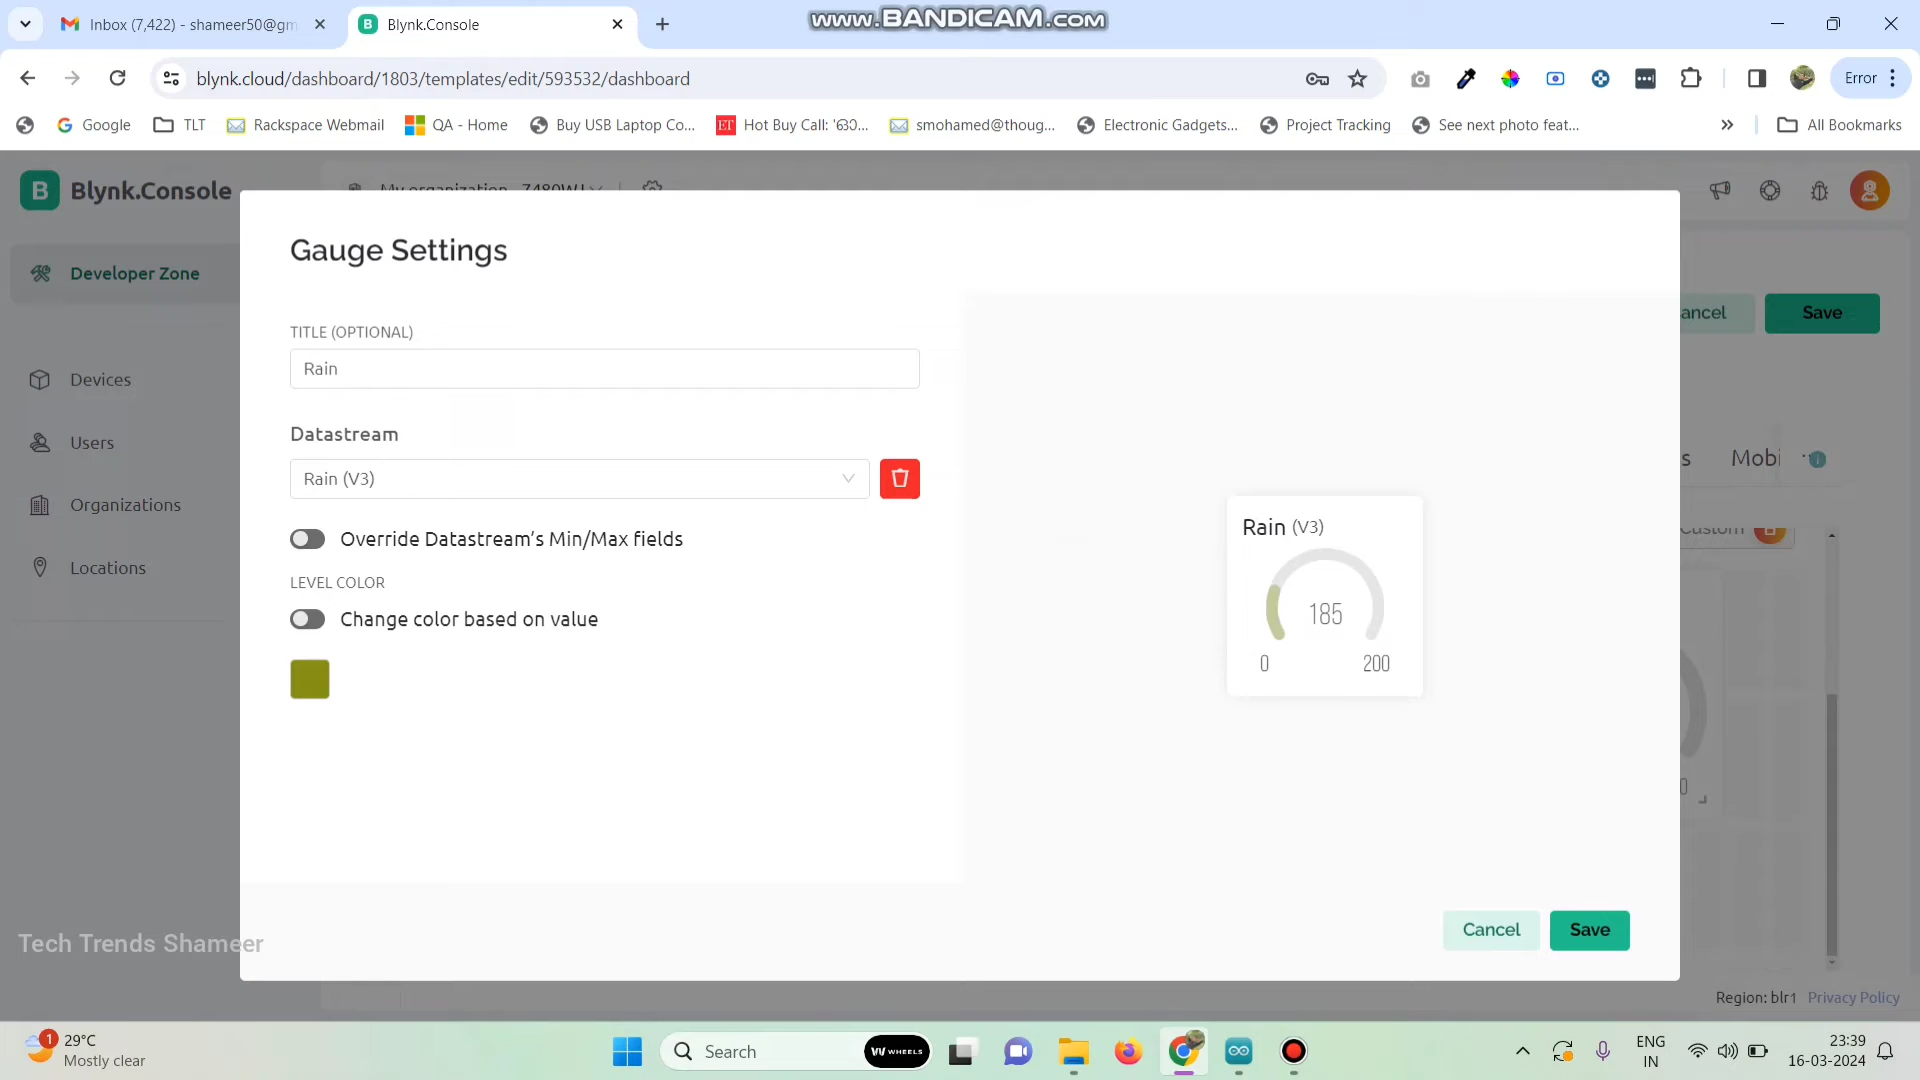 Inbox (7,422) - shameer50@gm
Blynk.Console
www.BANDICAM.com
blynk.cloud/dashboard/1803/templates/edit/593532/dashboard
Error
Google
TLT
Rackspace Webmail
QA - Home
Buy USB Laptop Co...
Hot Buy Call: '630...
smohamed@thoug...
Electronic Gadgets...
Project Tracking
See next photo feat...
All Bookmarks
B Blynk.Console
My organization - 7480WJ
Gauge Settings
Developer Zone
ancel
Save
TITLE (OPTIONAL)
Rain
Devices
Datastream
Users
s
Mobi
Rain (V3)
Organizations
Custom
Rain (V3)
Override Datastream's Min/Max fields
Locations
LEVEL COLOR
Change color based on value
185
0
200
0
Cancel
Save
Tech Trends Shameer
Region: blr1
Privacy Policy
1
29°C
Mostly clear
Search
WHEELS
ENG
IN
23:39
16-03-2024